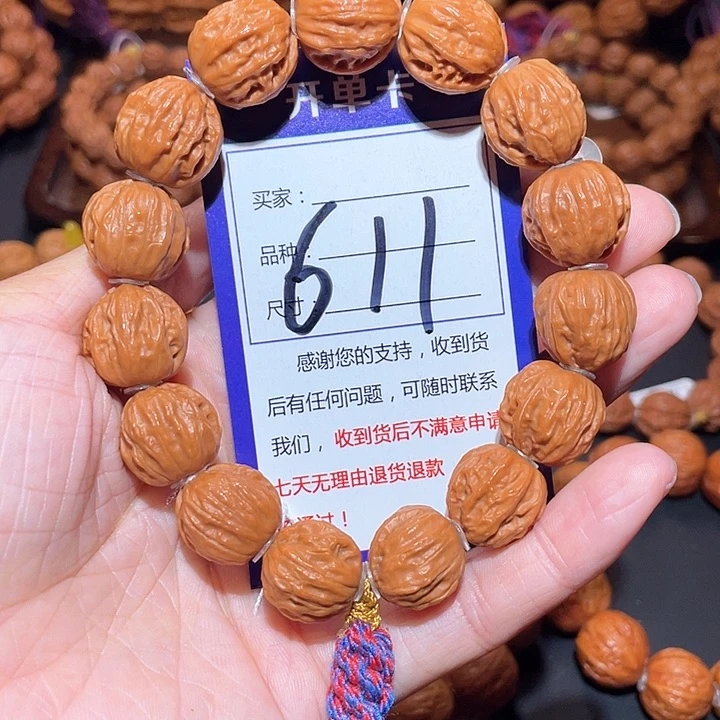 开单卡
买家：
品种：
尺寸：
611
感谢您的支持，收到货
后有任何问题，可随时联系
我们，收到货后不满意申请
七天无理由退货退款
通过！